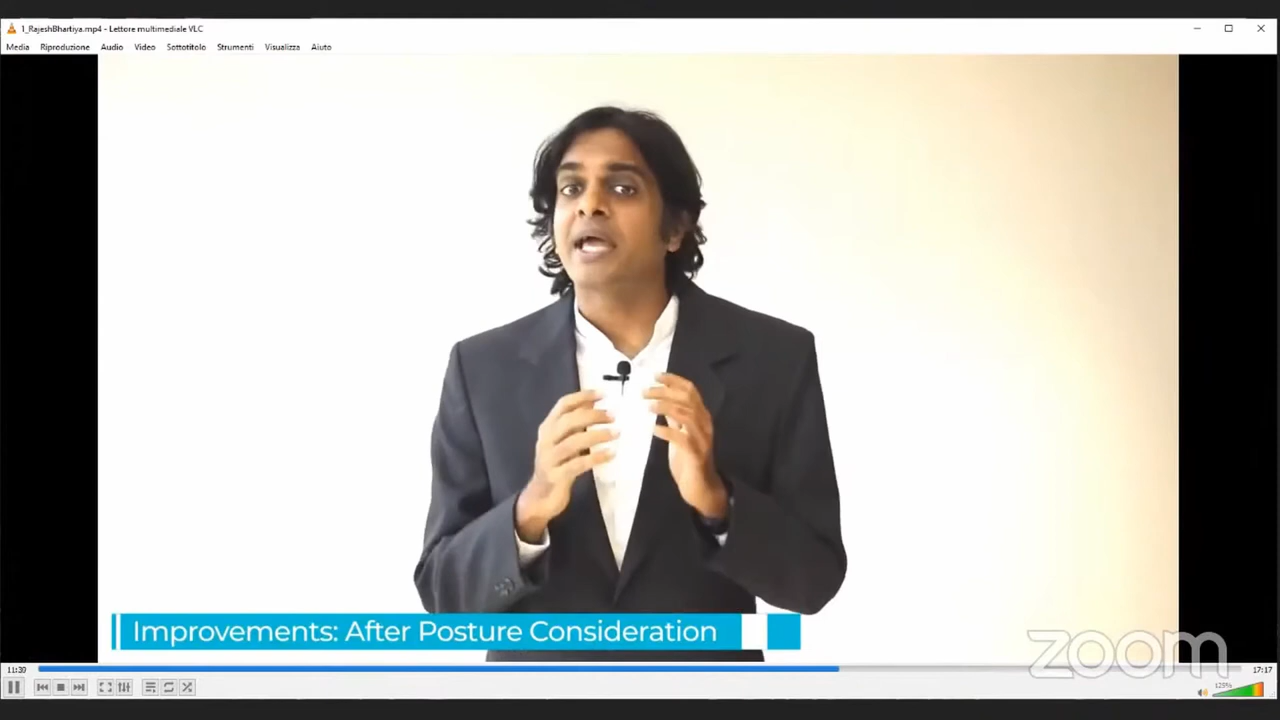 1_RajeshBhartiya.mp4 - Lettore multimediale VLC
Media Riproduzione Audio Video Sottotitolo Strumenti Visualizza Aiuto
Improvements: After Posture Consideration
zoom
11:30
17:17
125%